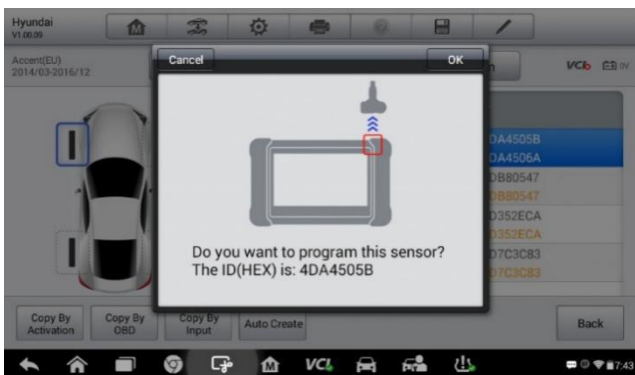 Hyundai
V1.00.09
Accent(EU)
2014/03-2016/12
VCI
0V
Cancel
OK
DA4505B
DA4506A
DB80547
DB80547
D352ECA
D352ECA
D7C3C83
D7C3C83
Do you want to program this sensor?
The ID(HEX) is: 4DA4505B
Copy By
Activation
Copy By
OBD
Copy By
Input
Auto Create
Back
VCI
7:43